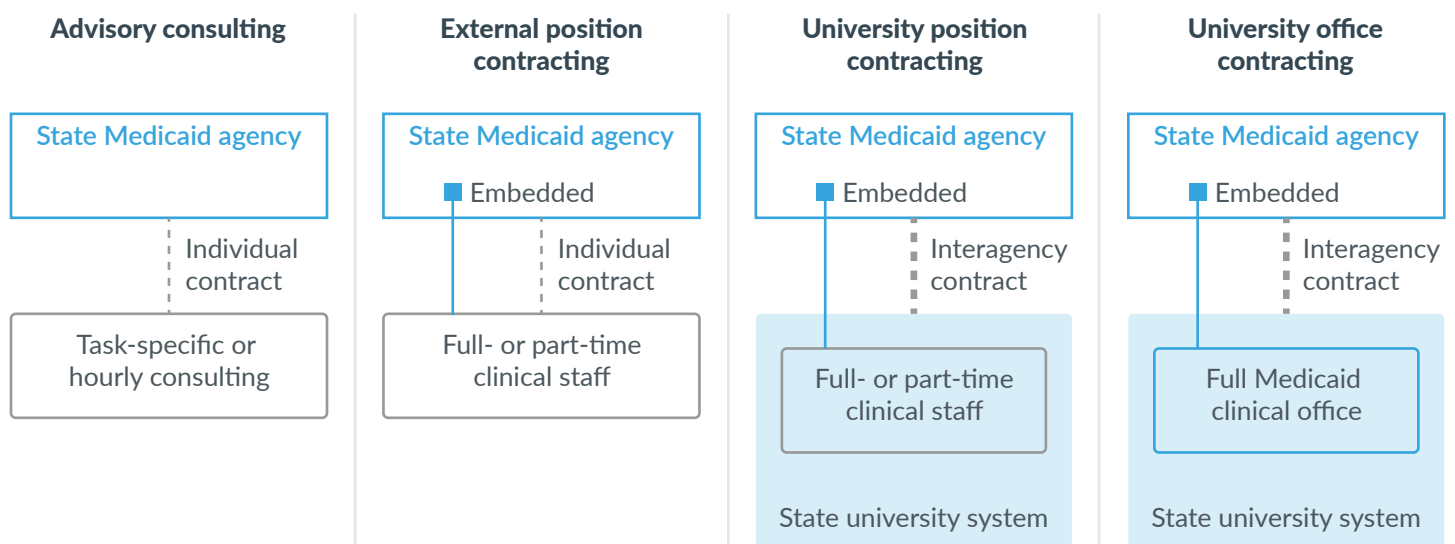 Advisory consulting
State Medicaid agency
Individual
contract
Task-specific or
hourly consulting
External position
contracting
State Medicaid agency
Embedded
Individual
contract
Full- or part-time
clinical staff
University position
contracting
State Medicaid agency
Embedded
Interagency
contract
Full- or part-time
clinical staff
State university system
University office
contracting
State Medicaid agency
Embedded
Interagency
contract
Full Medicaid
clinical office
State university system